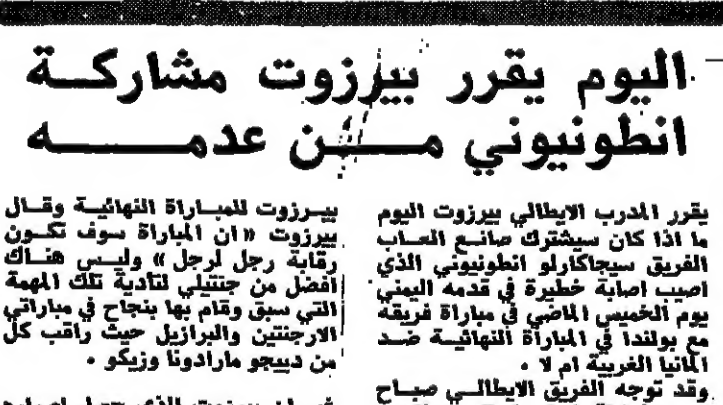 اليوم يقرر بيرزوت مشاركة
انطونيوني من عدمه
يقرر المدرب الايطالي بيرزوت اليوم
ما اذا كان سيشترك صانع العاب
الفريق سيجاكارلو انطونيوني الذي
اصيب اصابة خطيرة في قدمه اليمني
يوم الخميس الماضي في مباراة فريقه
مع بولندا في المباراة النهائية ضد
المانيا الغربية ام لا .
وقد توجه الفريق الايطالي صباح
بيرزوت للمباراة النهائية وقال
بيرزوت «ان المباراة سوف تكون
رقابة رجل لرجل» وليس هناك
افضل من جنتيلي لتادية تلك المهمة
التي سبق وقام بها بنجاح في مباراتي
الارجنتين والبرازيل حيث راقب كل
من دييجو مارادونا وزيكو .